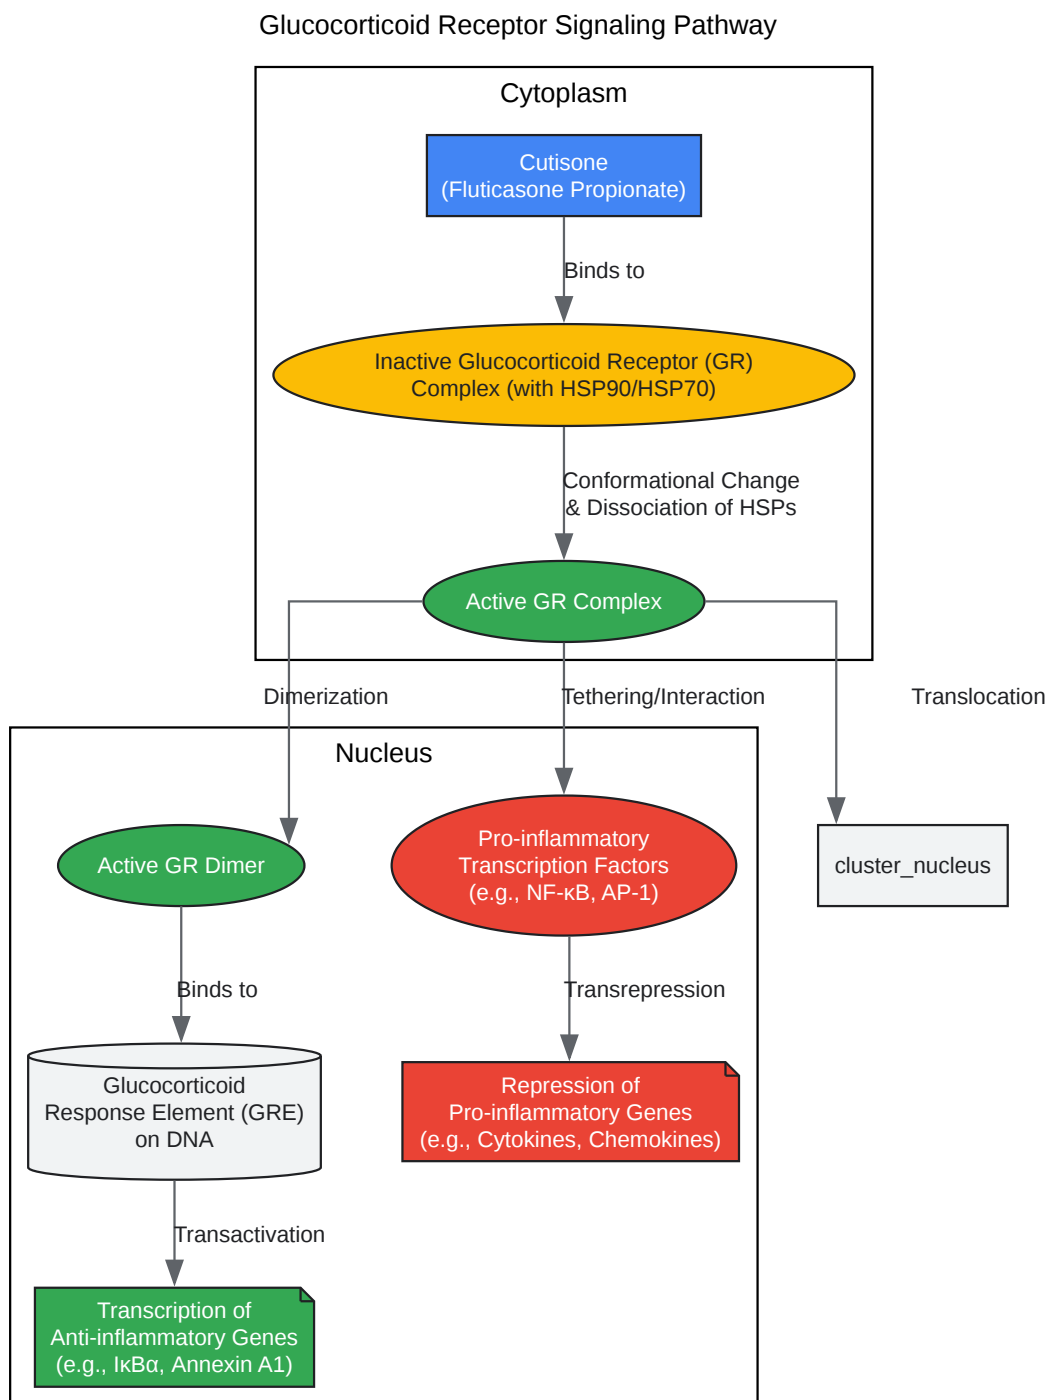 Glucocorticoid Receptor Signaling Pathway
Cytoplasm
Cutisone
(Fluticasone Propionate)
Binds to
Inactive Glucocorticoid Receptor (GR)
Complex (with HSP90/HSP70)
Conformational Change
& Dissociation of HSPs
Active GR Complex
Dimerization
Tethering/Interaction
Translocation
Nucleus
Active GR Dimer
Pro-inflammatory
Transcription Factors
(e.g., NF-κB, AP-1)
cluster_nucleus
Binds to
Transrepression
Glucocorticoid
Response Element (GRE)
on DNA
Repression of
Pro-inflammatory Genes
(e.g., Cytokines, Chemokines)
Transactivation
Transcription of
Anti-inflammatory Genes
(e.g., IκBα, Annexin A1)